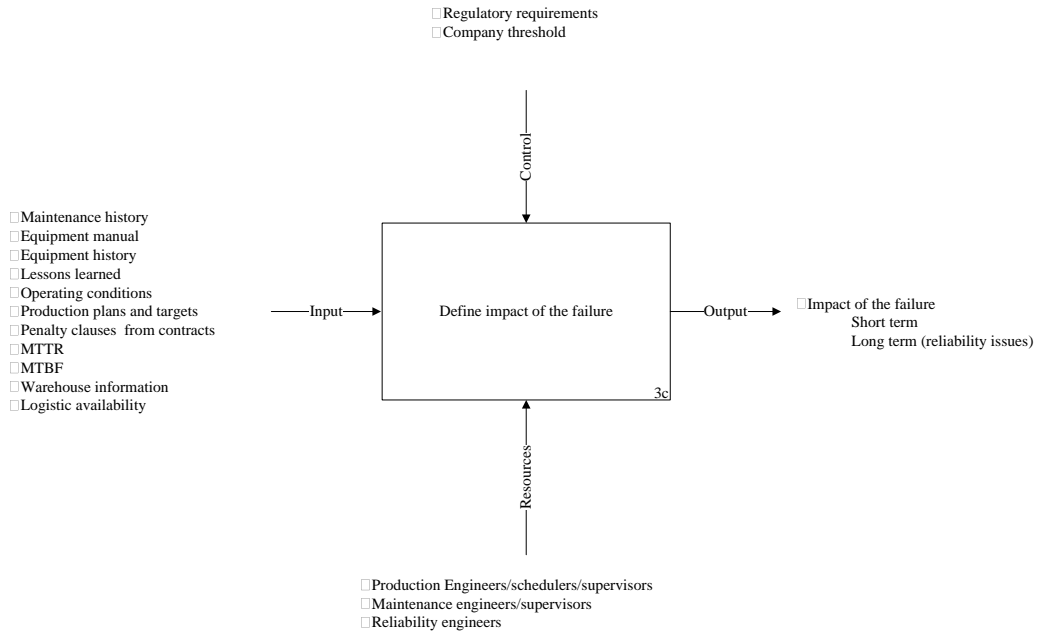 Regulatory requirements
Company threshold
Control
Maintenance history
Equipment manual
Equipment history
Lessons learned
Operating conditions
Production plans and targets
Penalty clauses from contracts
MTTR
MTBF
Warehouse information
Logistic availability
Input
Define impact of the failure
3c
Output
Impact of the failure
Short term
Long term (reliability issues)
Resources
Production Engineers/schedulers/supervisors
Maintenance engineers/supervisors
Reliability engineers